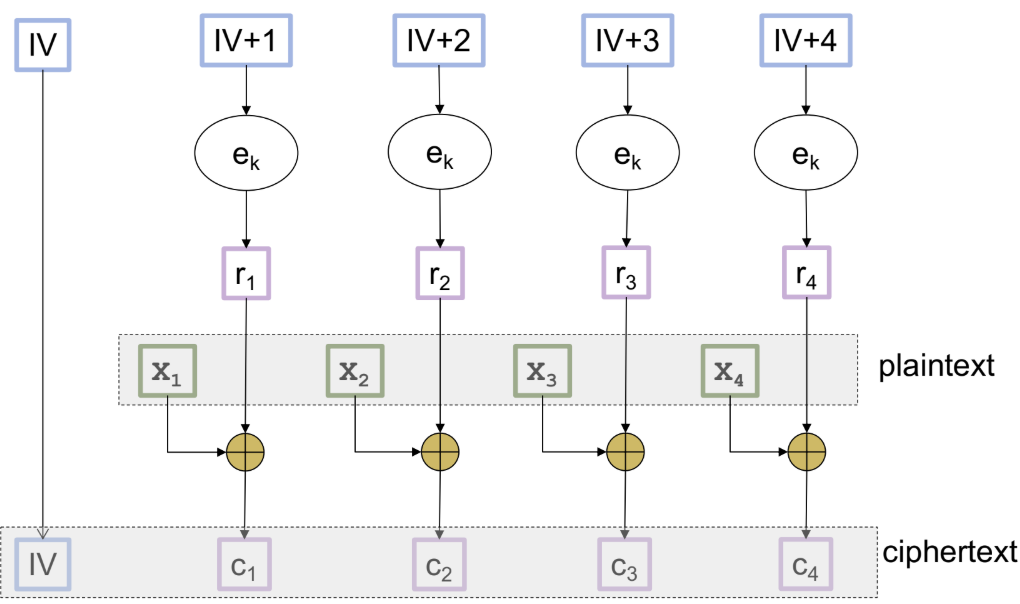 IV IV+1 IV+2 IV+3 IV+4
e_k e_k e_k e_k
r_1 r_2 r_3 r_4
x_1 x_2 x_3 x_4 plaintext
IV c_1 c_2 c_3 c_4 ciphertext